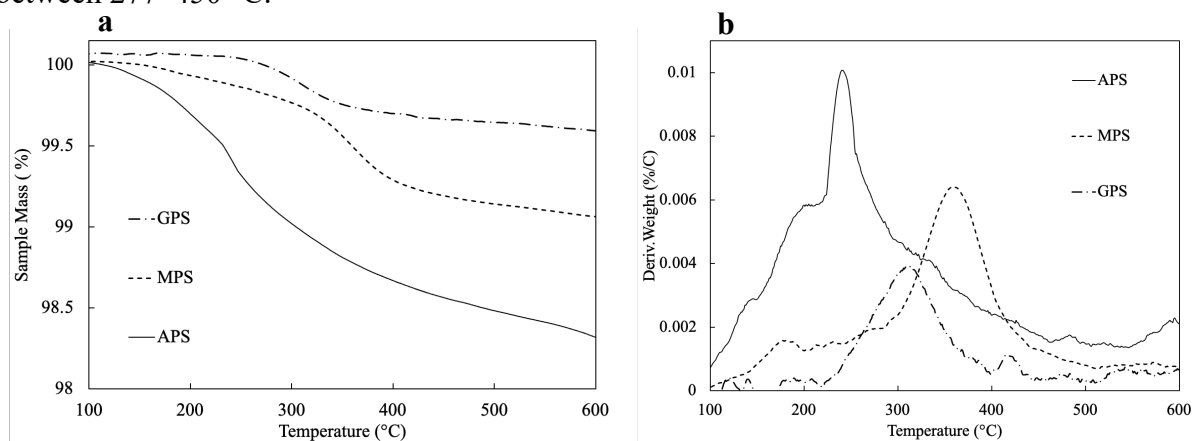 between 277 °C.
a
b
100
99.5
99
98.5
98
Sample Mass ( %)
GPS
MPS
APS
100 200 300 400 500 600
Temperature (°C)
0.01
0.008
0.006
0.004
0.002
0
Deriv.Weight (%/C)
APS
MPS
GPS
100 200 300 400 500 600
Temperature (°C)